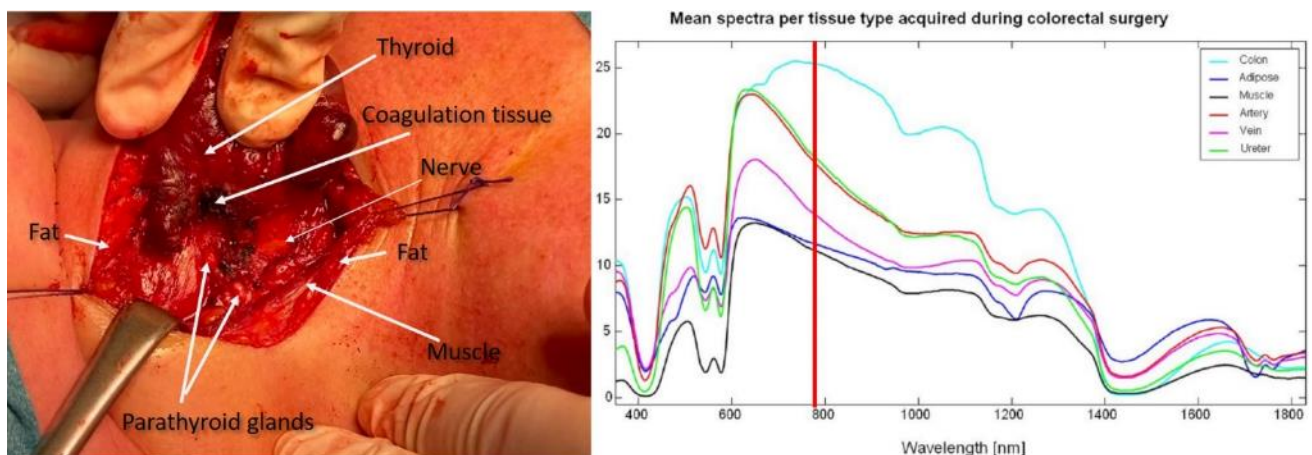 Thyroid
Coagulation tissue
Nerve
Fat
Fat
Muscle
Parathyroid glands
Mean spectra per tissue type acquired during colorectal surgery
Colon
Adipose
Muscle
Artery
Vein
Ureter
25
20
15
10
5
0
400 600 800 1000 1200 1400 1600 1800
Wavelength [nm]